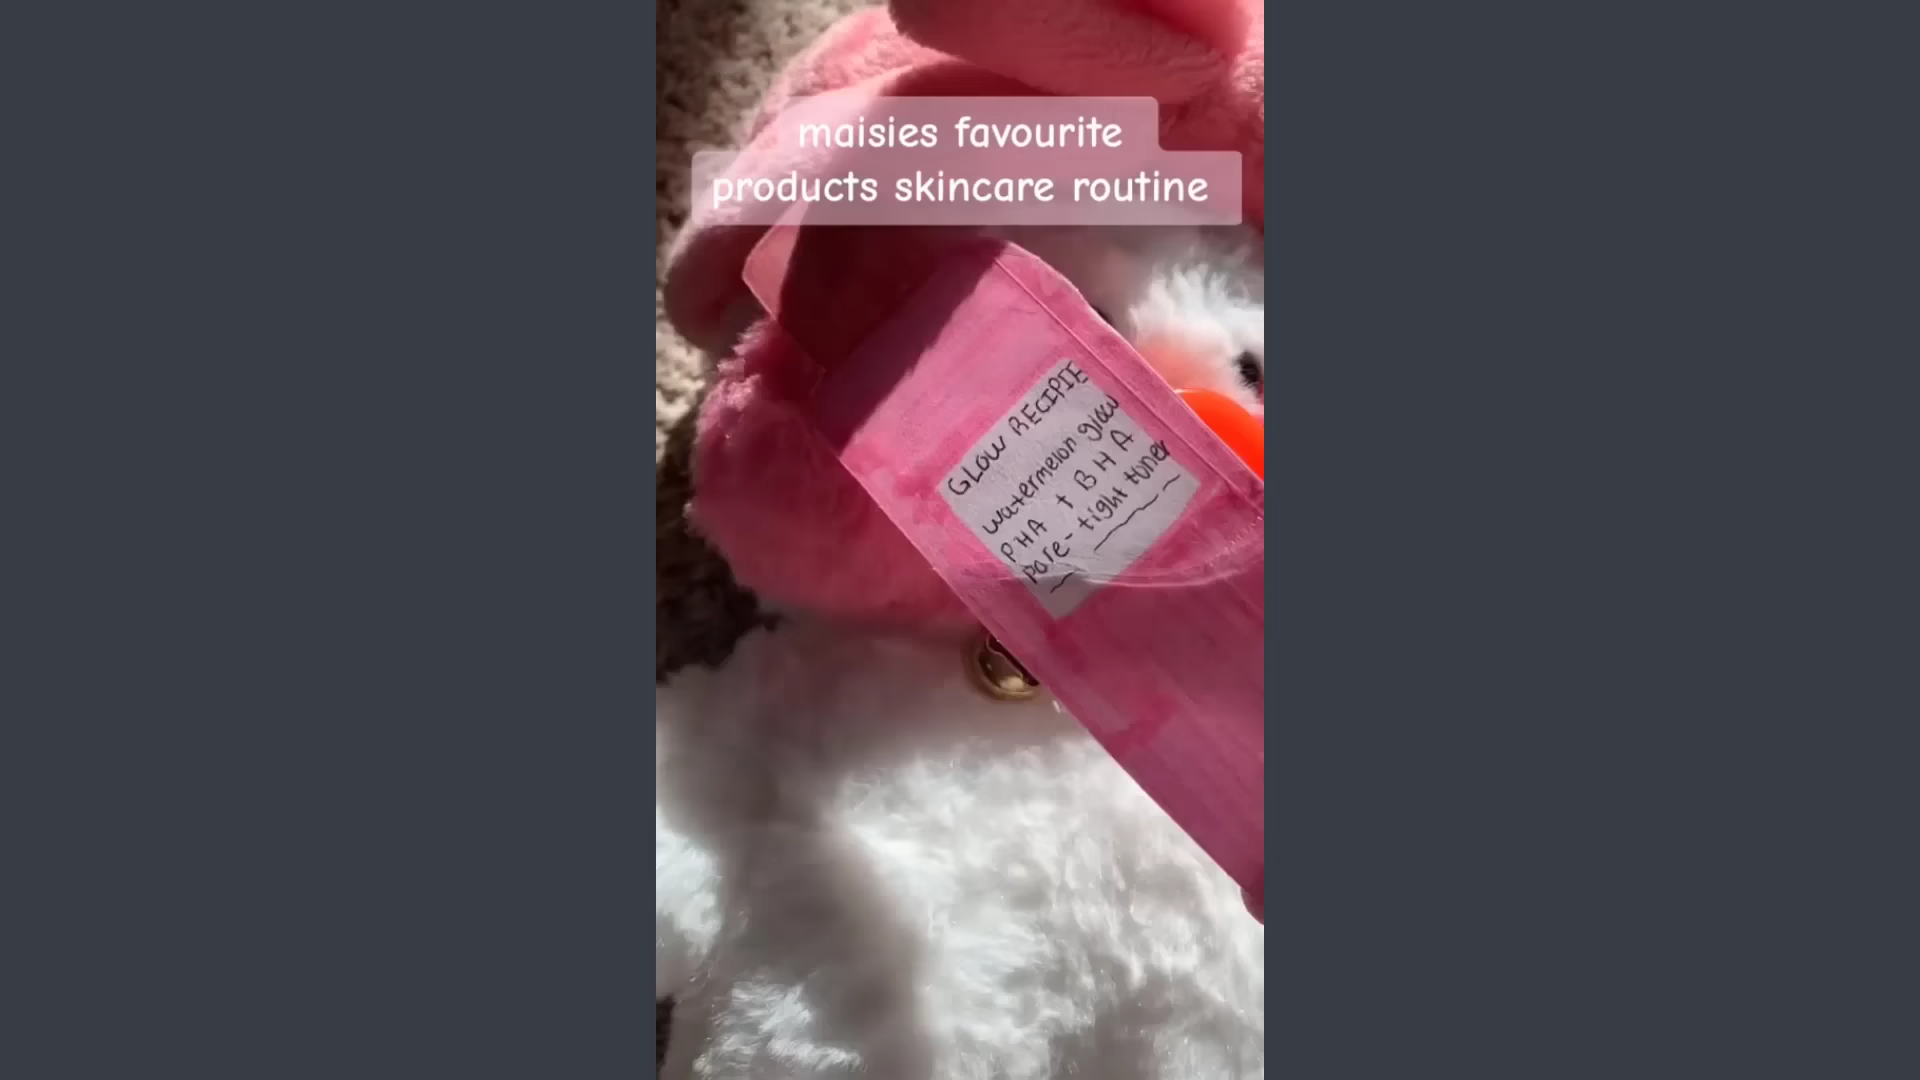 maisies favourite
products skincare routine
GLOW RECIPIE
watermelon glow
PHA + BHA
pore-tight toner